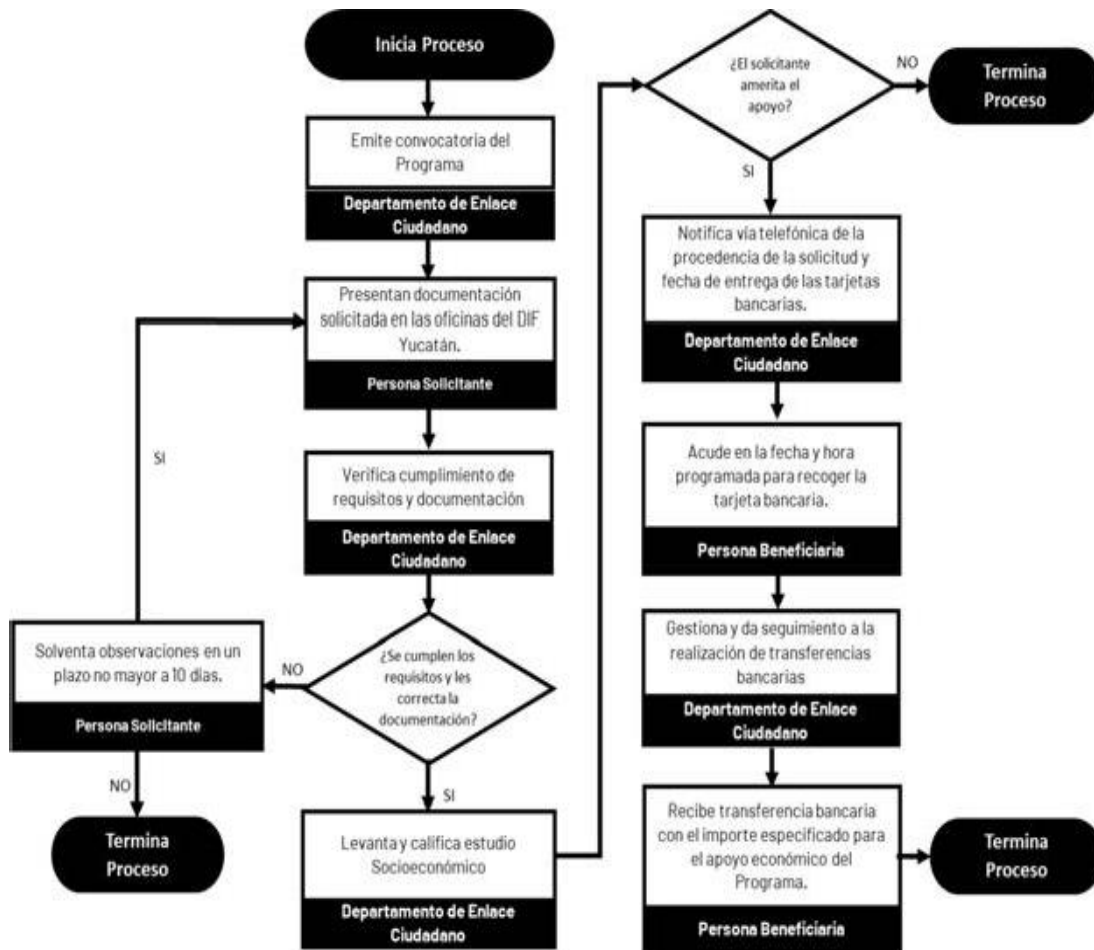 Inicia Proceso
Emite convocatoria del
Programa
Departamento de Enlace
Ciudadano
Presentan documentación
solicitada en las oficinas del DIF
Yucatán.
Persona Solicitante
SI
Verifica cumplimiento de
requisitos y documentación
Departamento de Enlace
Ciudadano
Solventa observaciones en un
plazo no mayor a 10 días.
Persona Solicitante
NO
¿Se cumplen los
requisitos y les
correcta la
documentación?
NO
Termina
Proceso
SI
Levanta y califica estudio
Socioeconómico
Departamento de Enlace
Ciudadano
¿El solicitante
amerita el
apoyo?
NO
Termina
Proceso
SI
Notifica vía telefónica de la
procedencia de la solicitud y
fecha de entrega de las tarjetas
bancarias.
Departamento de Enlace
Ciudadano
Acude en la fecha y hora
programada para recoger la
tarjeta bancaria.
Persona Beneficiaria
Gestiona y da seguimiento a la
realización de transferencias
bancarias
Departamento de Enlace
Ciudadano
Recibe transferencia bancaria
con el importe especificado para
el apoyo económico del
Programa.
Persona Beneficiaria
Termina
Proceso